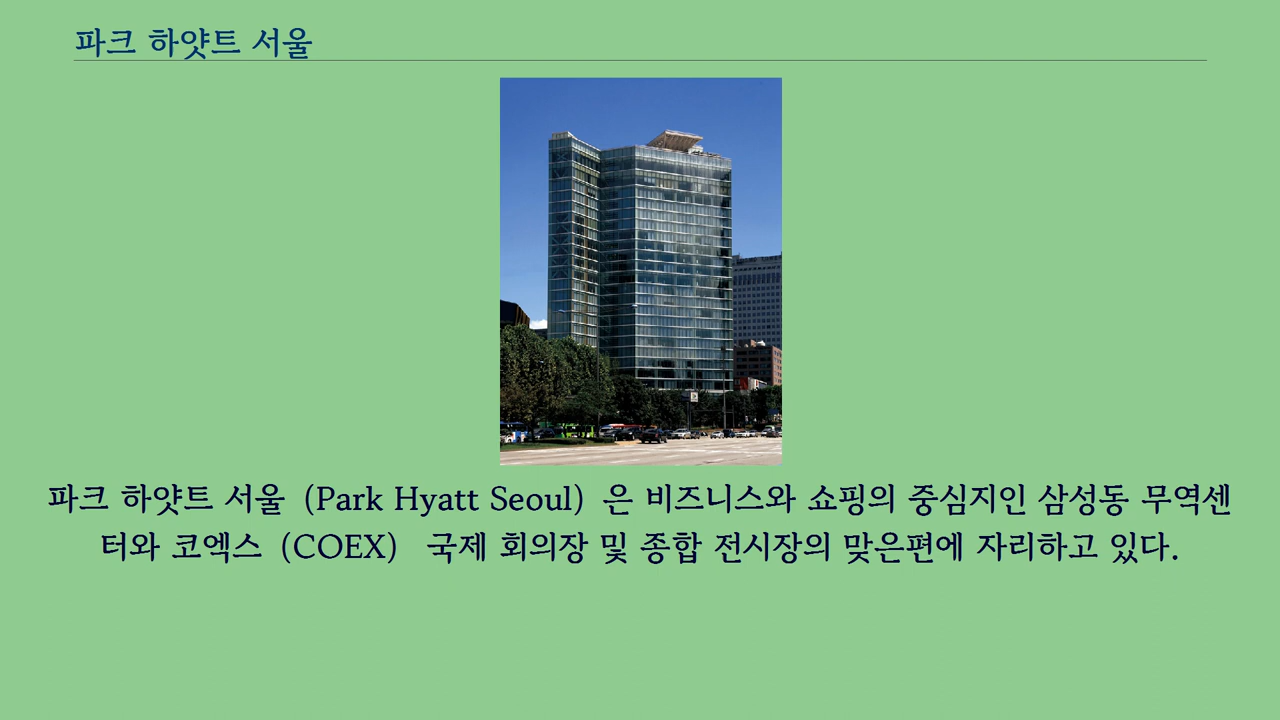 파크 하얏트 서울
파크 하얏트 서울 (Park Hyatt Seoul) 은 비즈니스와 쇼핑의 중심지인 삼성동 무역센
터와 코엑스 (COEX) 국제 회의장 및 종합 전시장의 맞은편에 자리하고 있다.